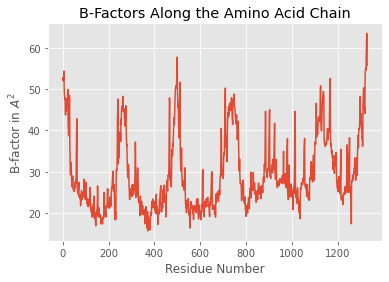 B-Factors Along the Amino Acid Chain
B-factor in A²
60
50
40
30
20
0 200 400 600 800 1000 1200
Residue Number